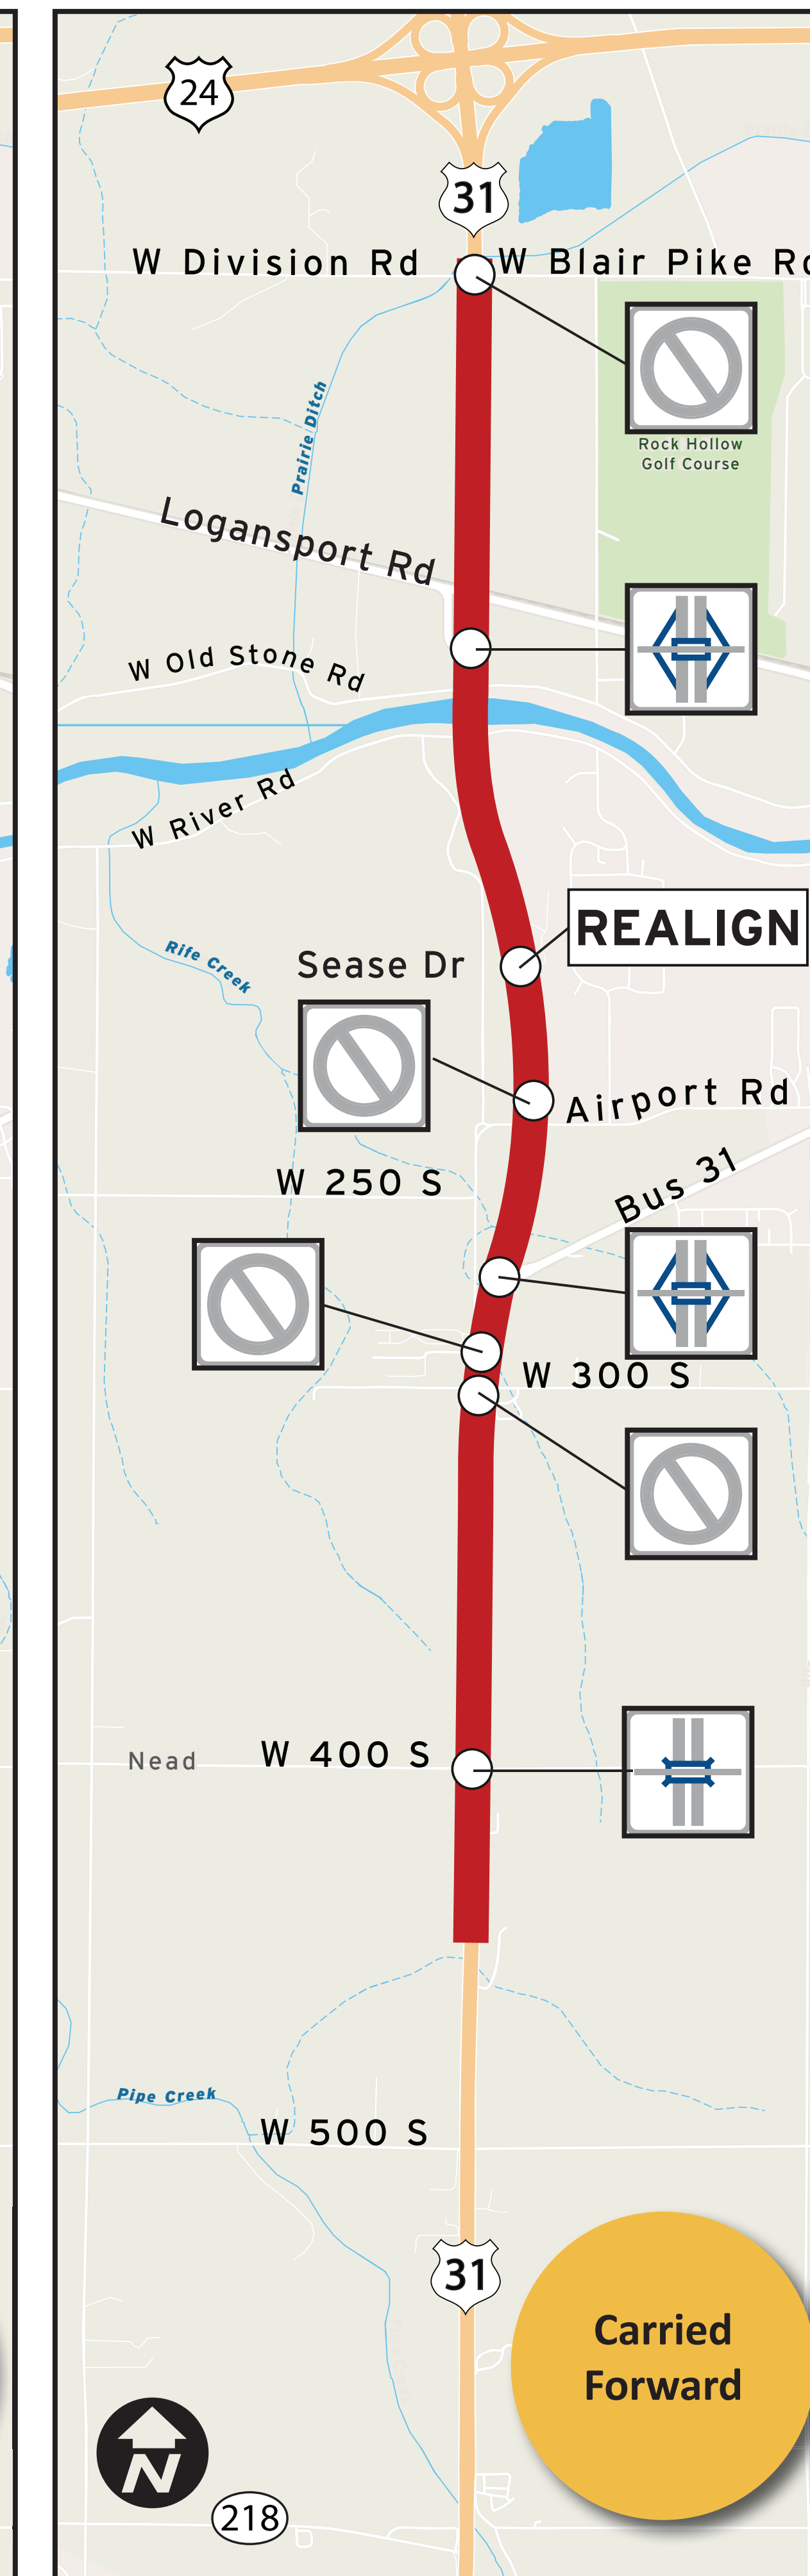 24
31
W Division Rd
W Blair Pike Rd
Rock Hollow
Golf Course
Prairie Ditch
Logansport Rd
W Old Stone Rd
W River Rd
REALIGN
Rife Creek
Sease Dr
Airport Rd
W 250 S
Bus 31
W 300 S
W 400 S
Nead
Pipe Creek
W 500 S
31
Carried
Forward
N
218